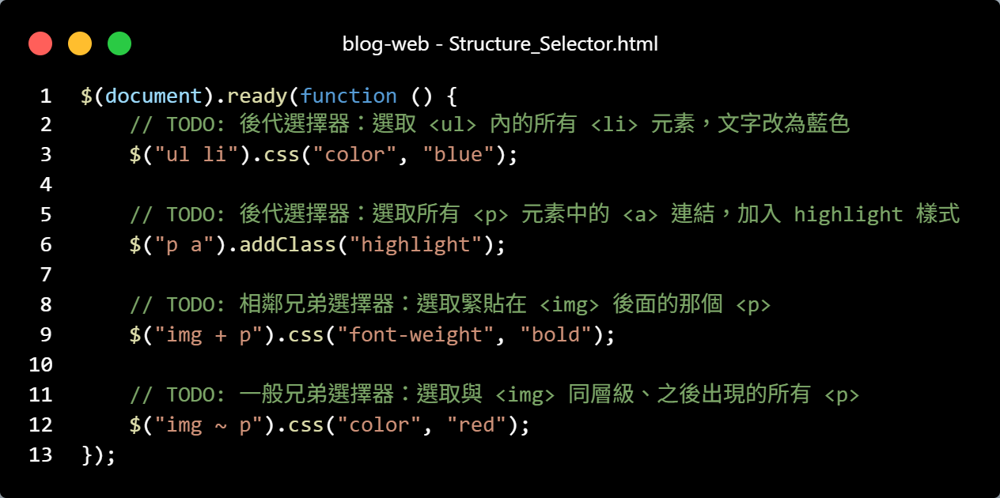 blog-web - Structure_Selector.html
1 $(document).ready(function () {
2     // TODO: 後代選擇器：選取 <ul> 內的所有 <li> 元素，文字改為藍色
3     $("ul li").css("color", "blue");
4
5     // TODO: 後代選擇器：選取所有 <p> 元素中的 <a> 連結，加入 highlight 樣式
6     $("p a").addClass("highlight");
7
8     // TODO: 相鄰兄弟選擇器：選取緊貼在 <img> 後面的那個 <p>
9     $("img + p").css("font-weight", "bold");
10
11     // TODO: 一般兄弟選擇器：選取與 <img> 同層級、之後出現的所有 <p>
12     $("img ~ p").css("color", "red");
13 });